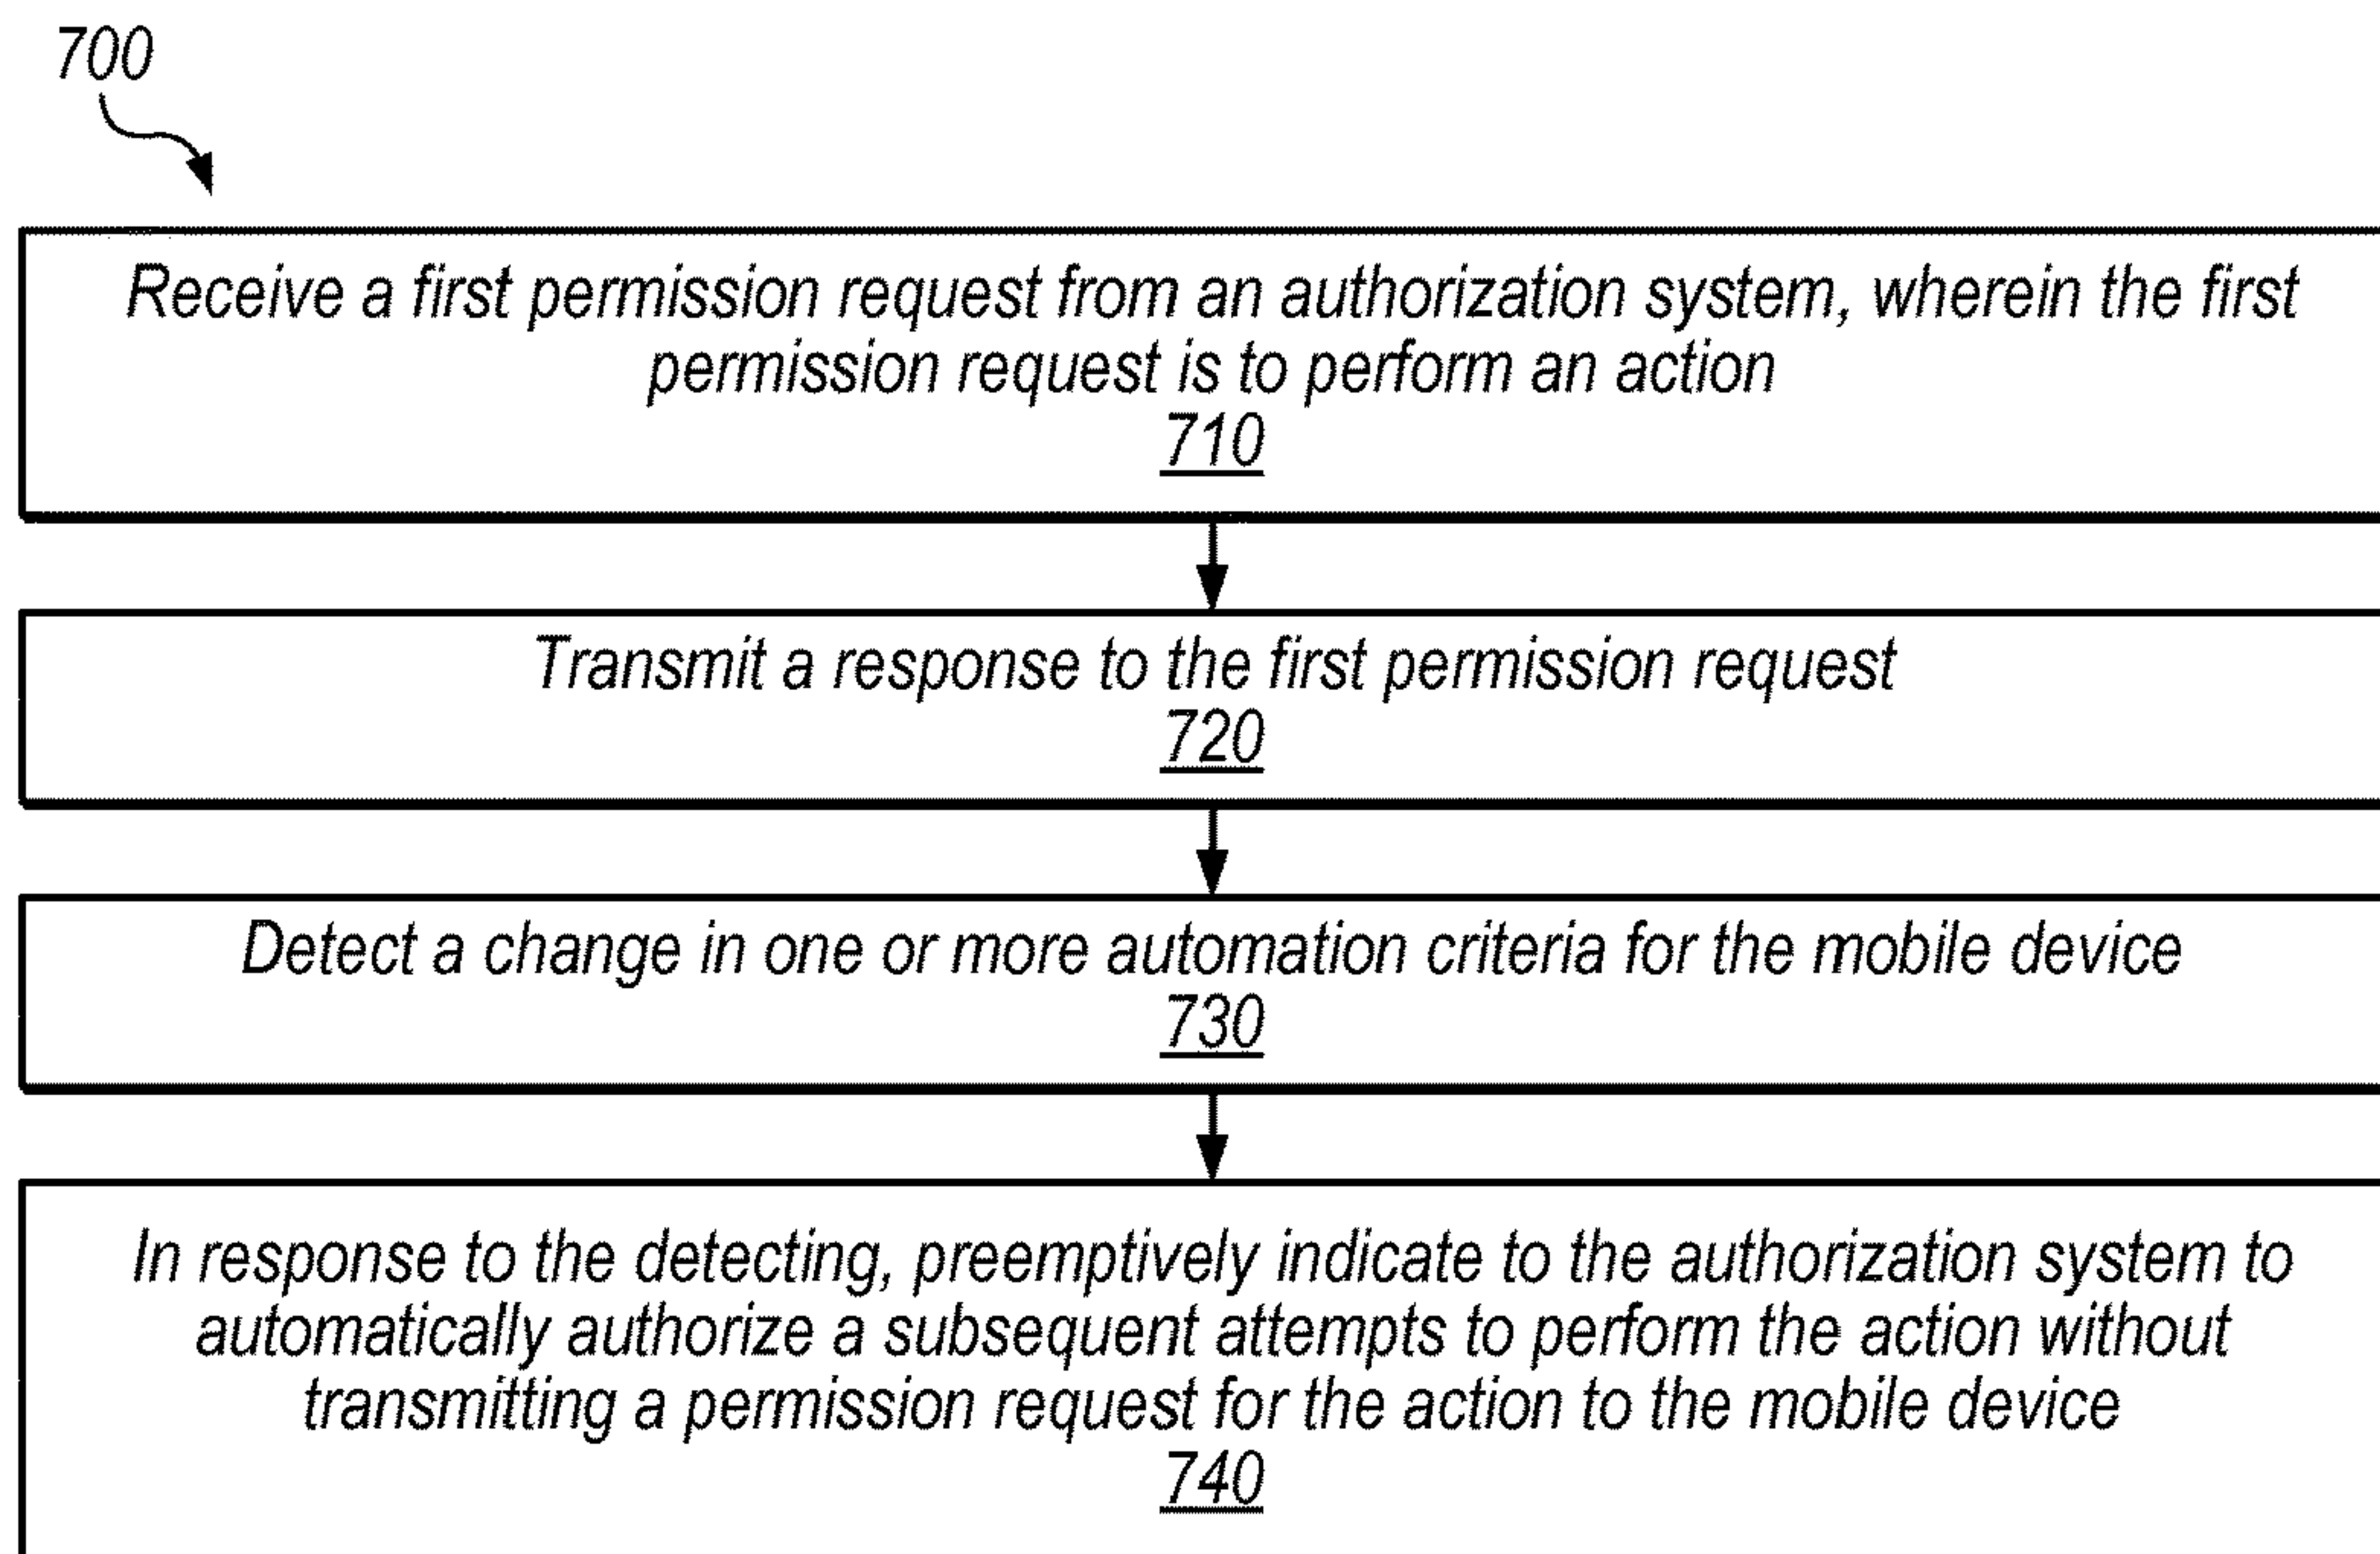 700
Receive a first permission request from an authorization system, wherein the first
permission request is to perform an action
710
Transmit a response to the first permission request
720
Detect a change in one or more automation criteria for the mobile device
730
In response to the detecting, preemptively indicate to the authorization system to
automatically authorize a subsequent attempts to perform the action without
transmitting a permission request for the action to the mobile device
740